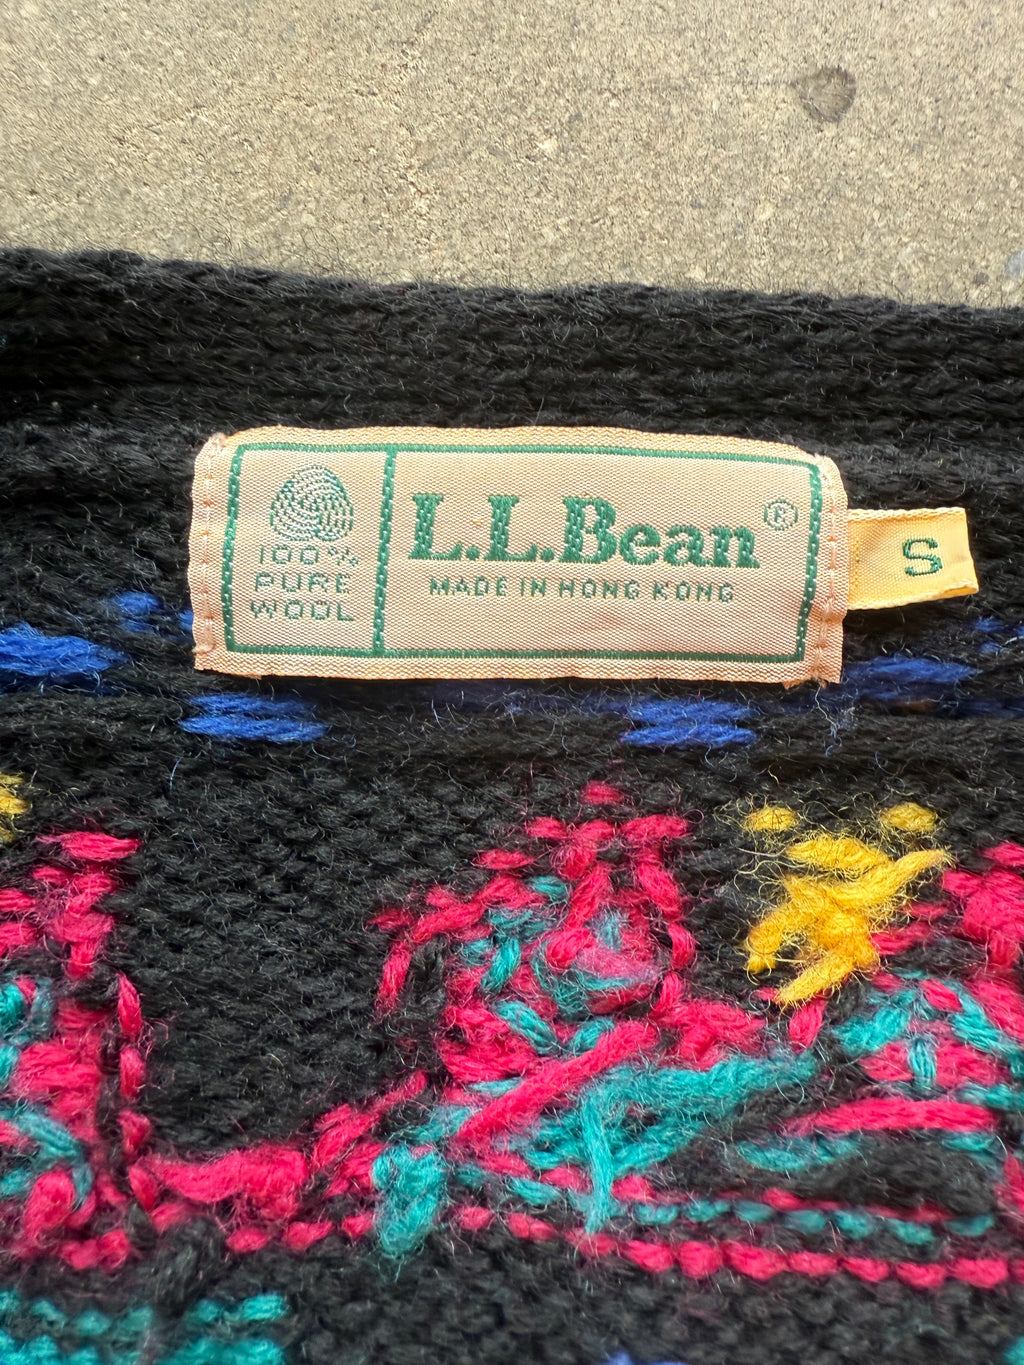 100%
PURE
WOOL
L.L.Bean®
MADE IN HONG KONG
S